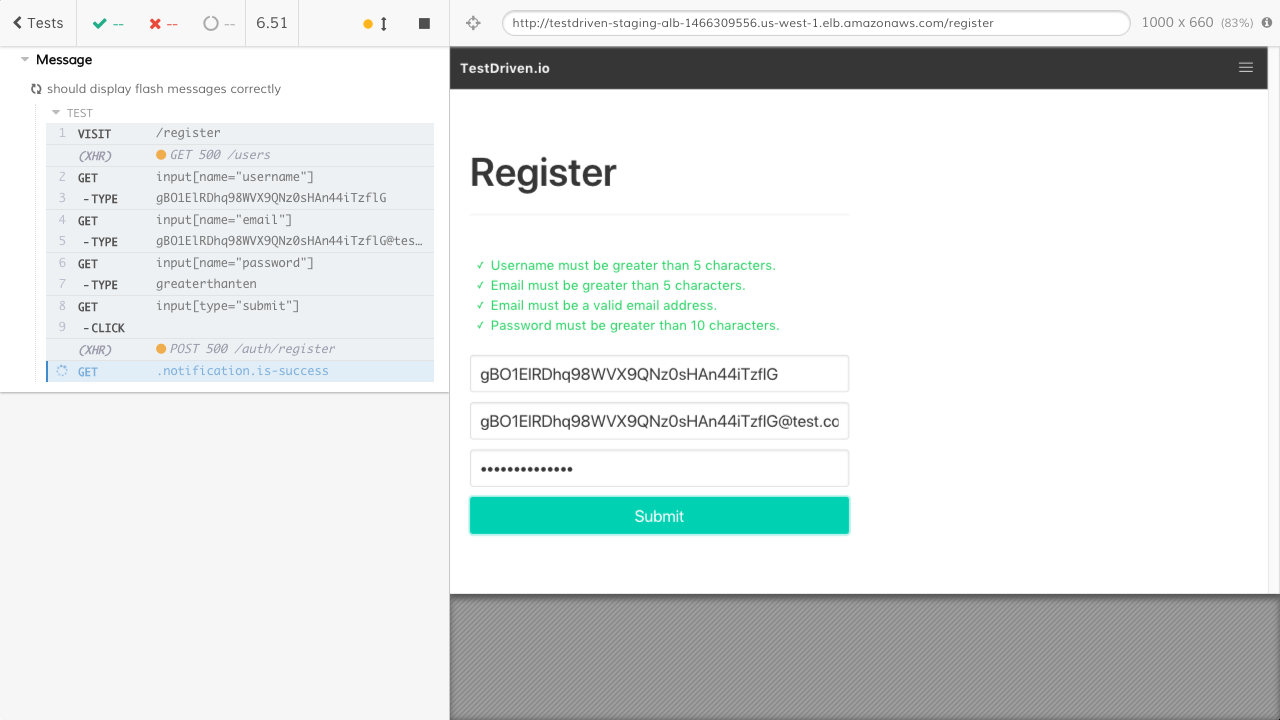 Tests
--
--
--
6.51
http://testdriven-staging-alb-1466309556.us-west-1.elb.amazonaws.com/register
1000 x 660 (83%)
Message
should display flash messages correctly
TEST
1 VISIT /register
(XHR) GET 500 /users
2 GET input[name="username"]
3 -TYPE gBO1ElRDhq98WVX9QNz0sHAn44iTzflG
4 GET input[name="email"]
5 -TYPE gBO1ElRDhq98WVX9QNz0sHAn44iTzflG@tes…
6 GET input[name="password"]
7 -TYPE greaterthanten
8 GET input[type="submit"]
9 -CLICK
(XHR) POST 500 /auth/register
GET .notification.is-success
TestDriven.io
Register
✓ Username must be greater than 5 characters.
✓ Email must be greater than 5 characters.
✓ Email must be a valid email address.
✓ Password must be greater than 10 characters.
gBO1ElRDhq98WVX9QNz0sHAn44iTzflG
gBO1ElRDhq98WVX9QNz0sHAn44iTzflG@test.co
••••••••••••••
Submit